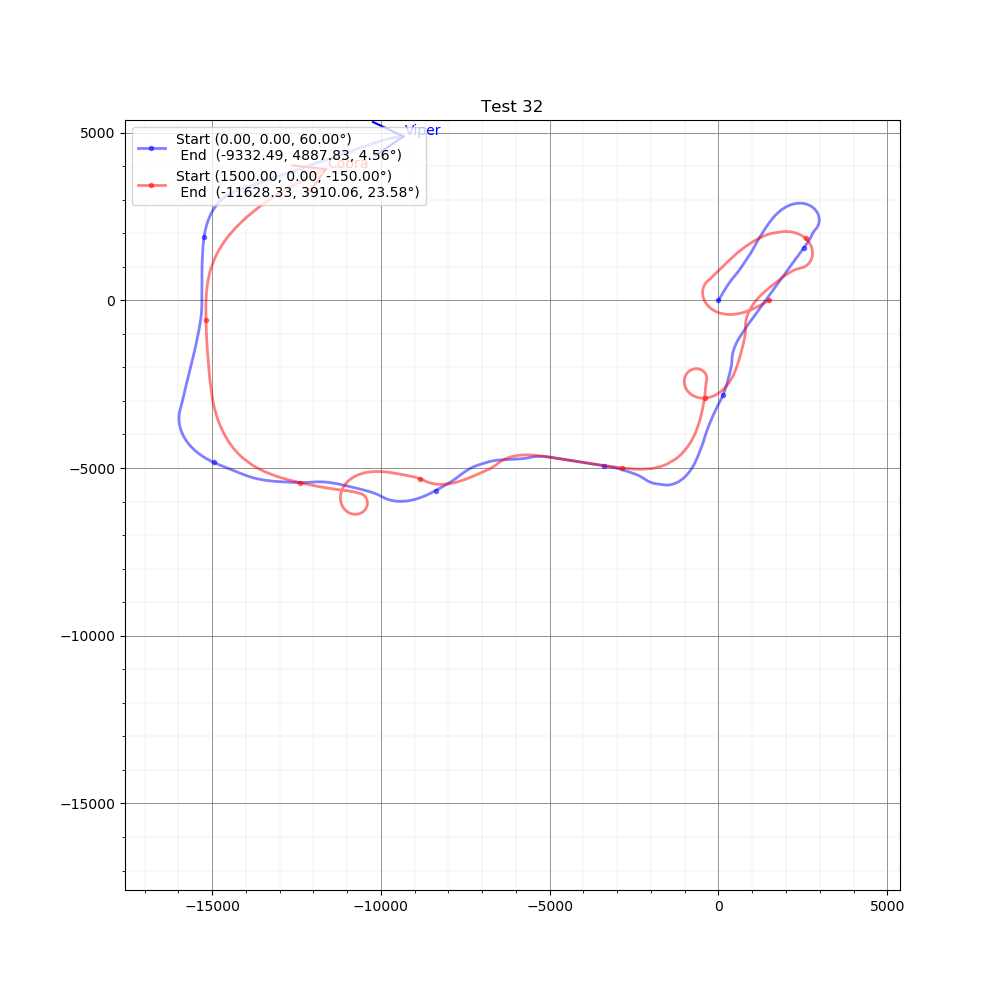 Test 32
5000
0
−5000
−10000
−15000
Viper
Start (0.00, 0.00, 60.00°)
End (-9332.49, 4887.83, 4.56°)
Cobra
Start (1500.00, 0.00, -150.00°)
End (-11628.33, 3910.06, 23.58°)
−15000
−10000
−5000
0
5000